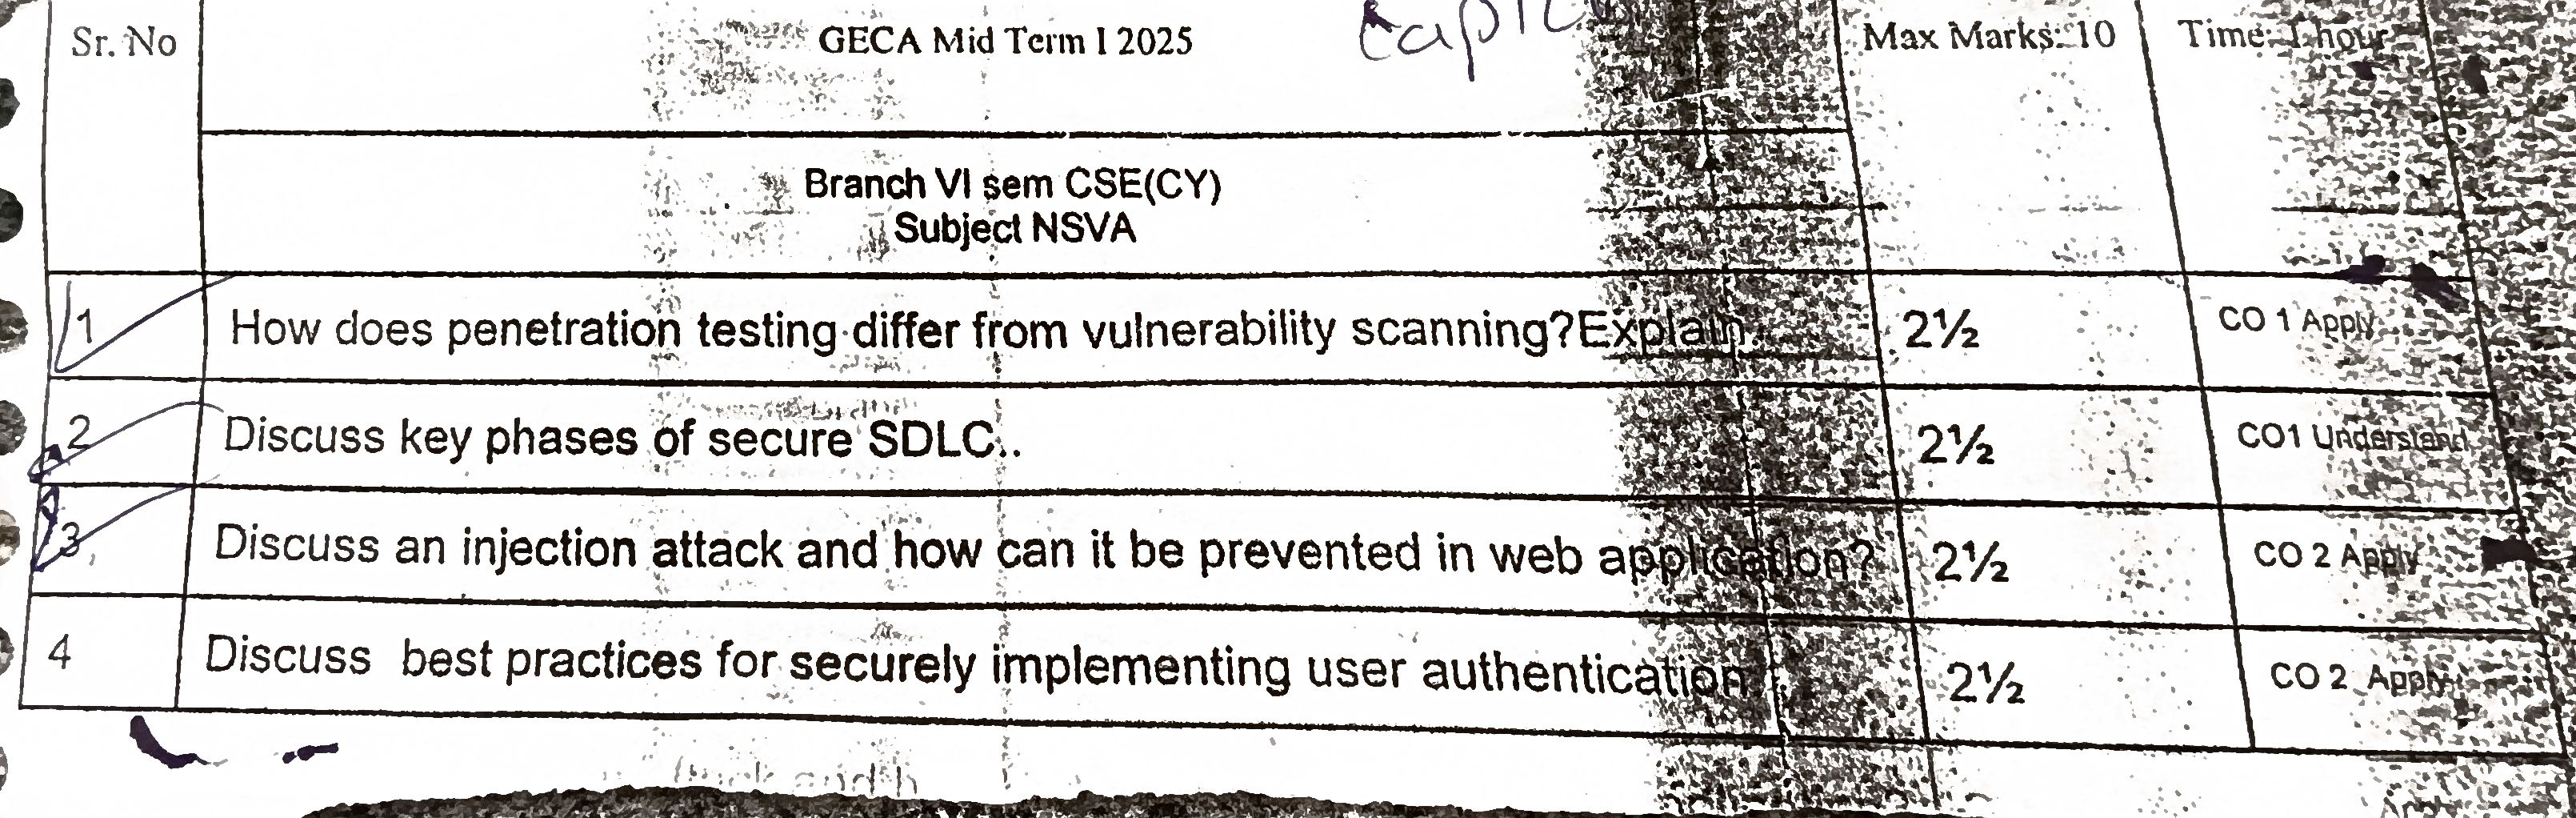 Sr. No GECA Mid Term I 2025 Max Marks: 10 Time: 1 hour
Branch VI sem CSE(CY)
Subject NSVA
1 How does penetration testing differ from vulnerability scanning?Explain. 2½ CO 1 Apply
2 Discuss key phases of secure SDLC.. 2½ CO1 Understand
3 Discuss an injection attack and how can it be prevented in web application? 2½ CO 2 Apply
4 Discuss best practices for securely implementing user authentication 2½ CO 2 Apply